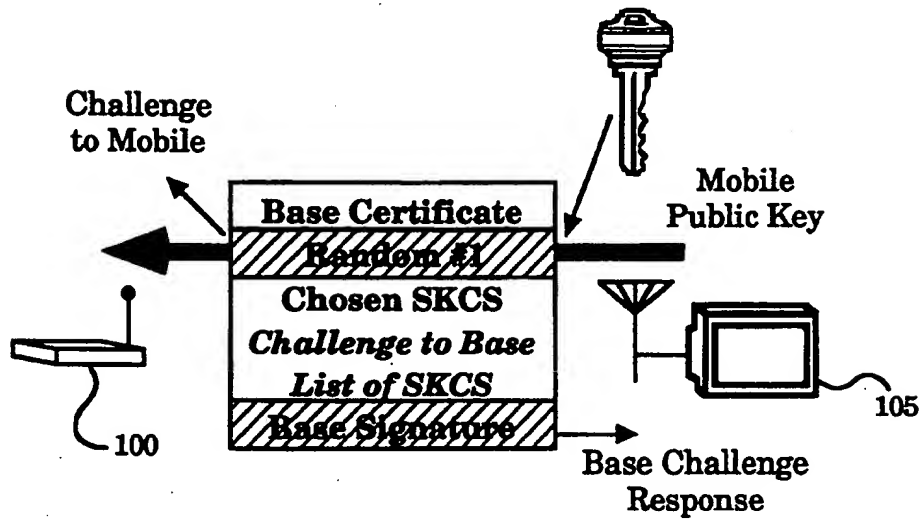 Challenge
to Mobile
Mobile
Public Key
Base Certificate
Random #1
Chosen SKCS
Challenge to Base
List of SKCS
Base Signature
100
105
Base Challenge
Response